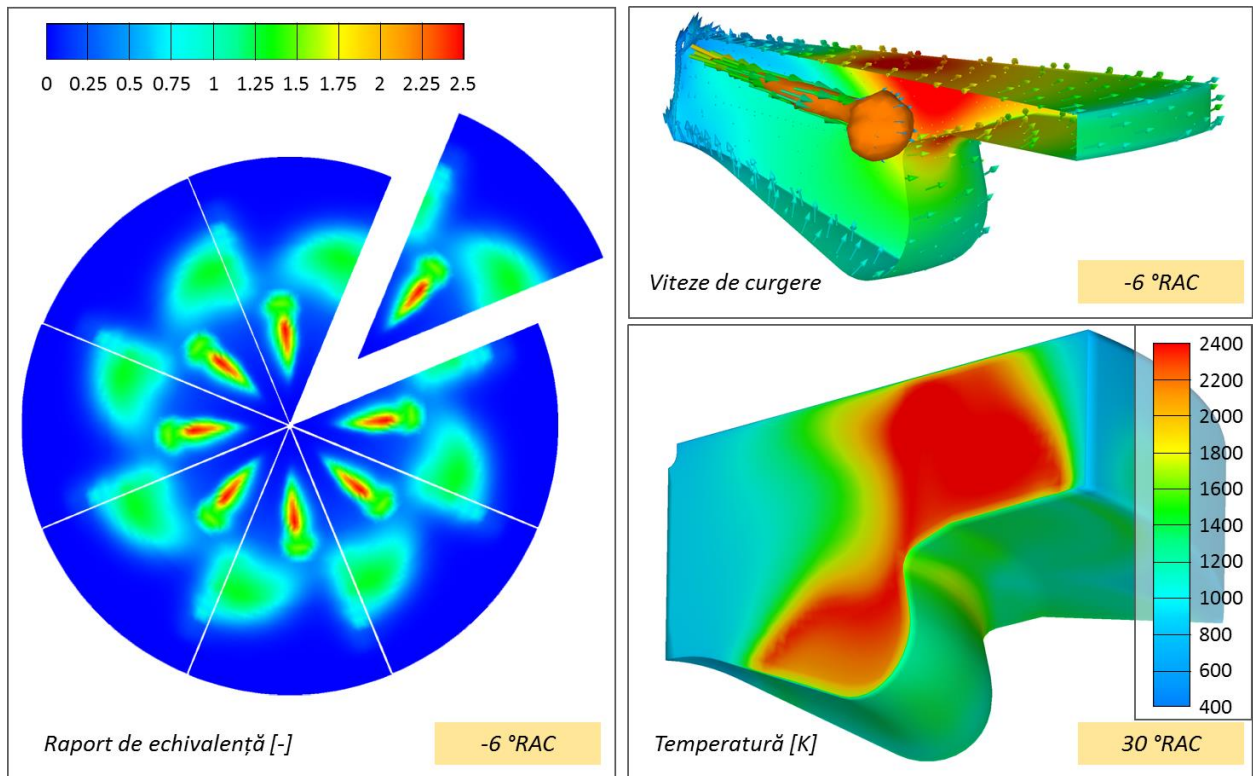 0 0.25 0.5 0.75 1 1.25 1.5 1.75 2 2.25 2.5
Raport de echivalență [-]
-6 °RAC
Viteze de curgere
-6 °RAC
2400
2200
2000
1800
1600
1400
1200
1000
800
600
400
Temperatură [K]
30 °RAC